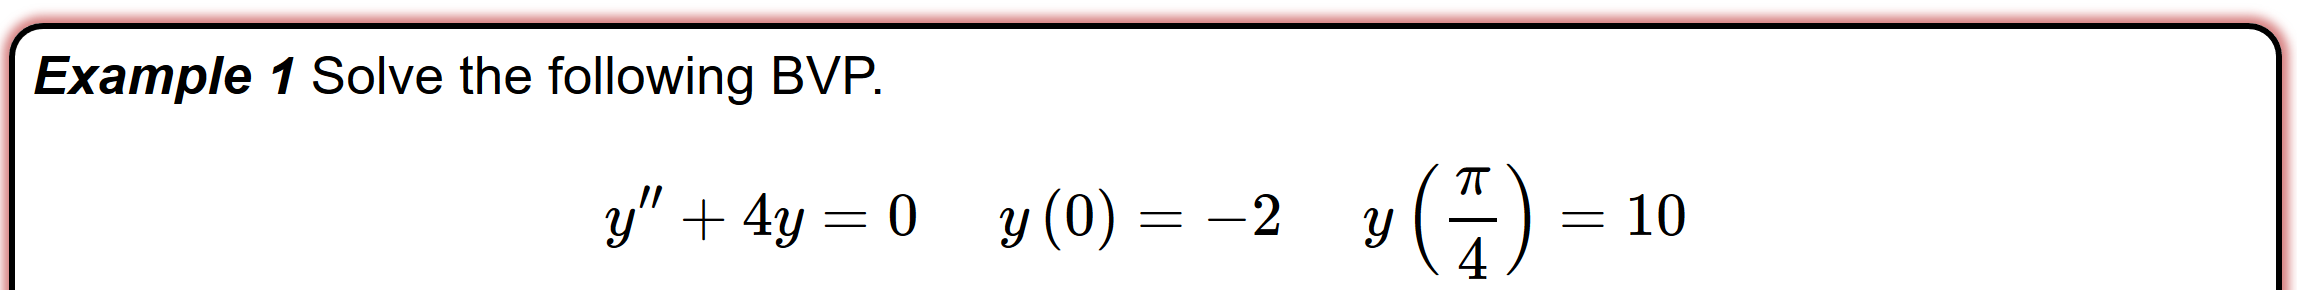 Example 1 Solve the following BVP.
y″ + 4y = 0 y (0) = −2 y (π/4) = 10